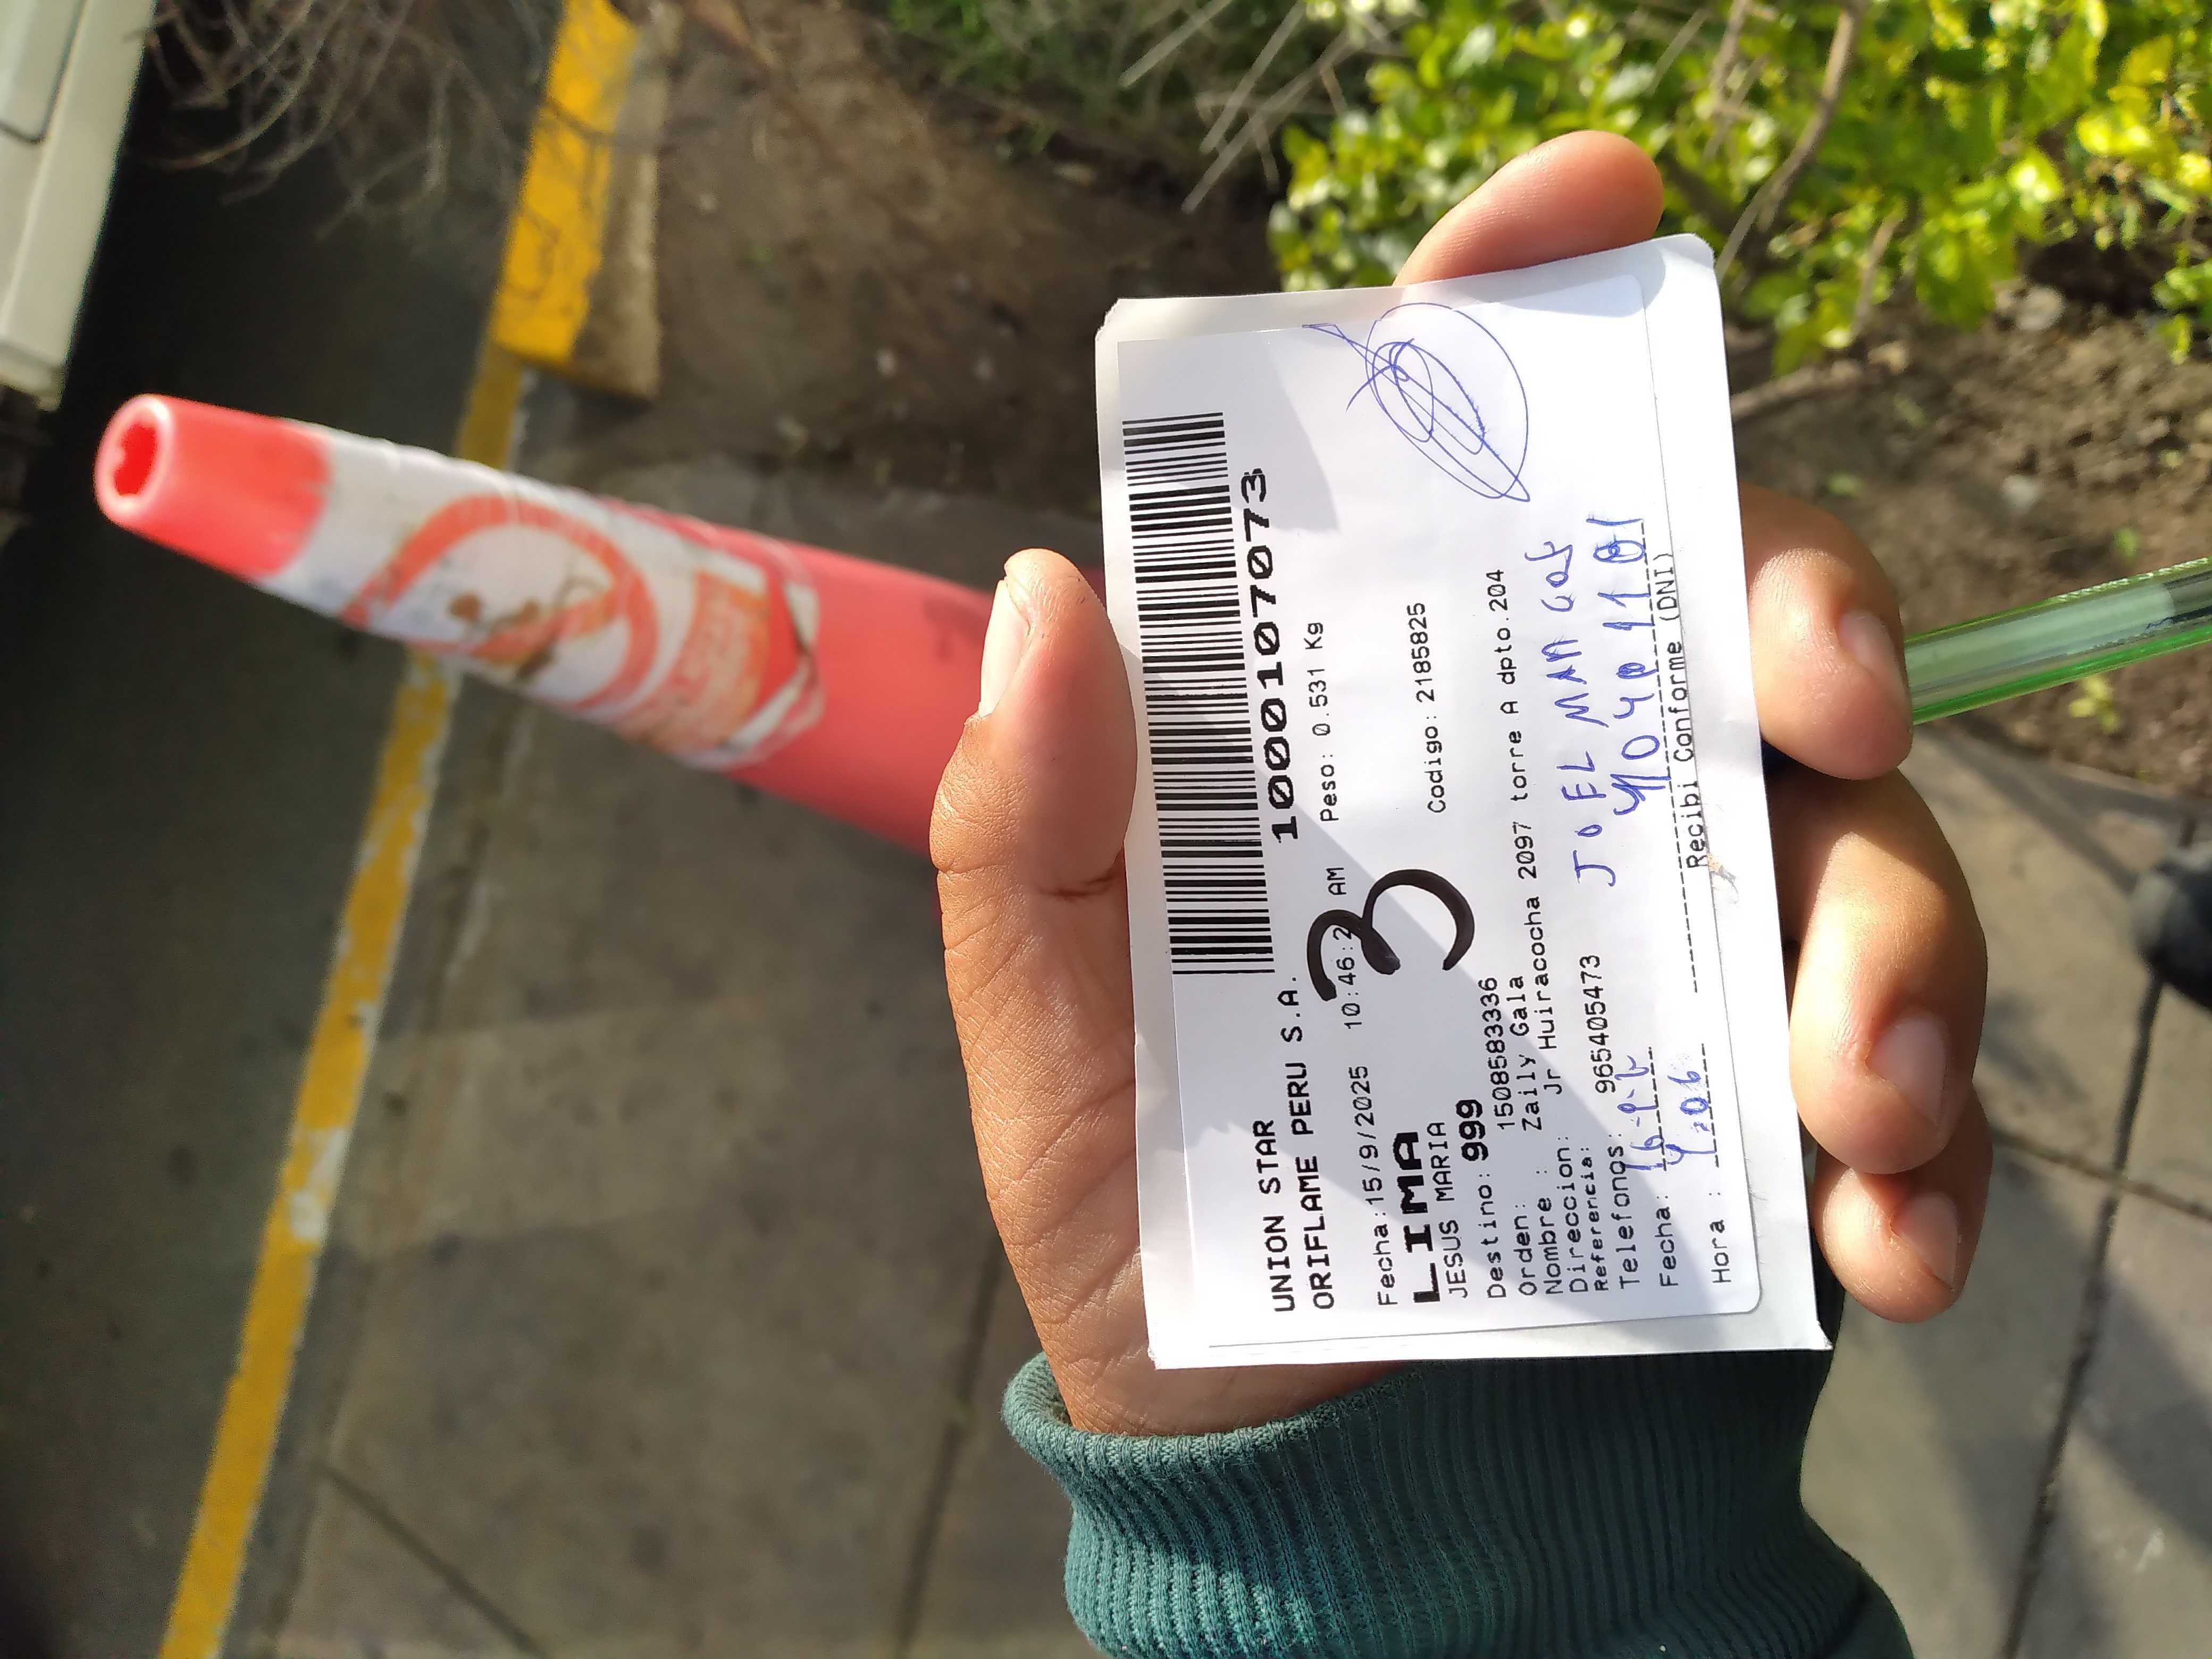 UNION STAR
ORIFLAME PERU S.A.
1000107073
Fecha:15/9/2025 10:46:2 AM Peso: 0.531 Kg
3
LIMA
JESUS MARIA Codigo: 2185825
Destino: 999
Orden: 1508583336
Nombre : Zaily Gala
Direccion: Jr Huiracocha 2097 torre A dpto.204
Referencia:
Telefonos: 965405473
JOEL
Fecha:
Hora :
Recibi Conforme (DNI)